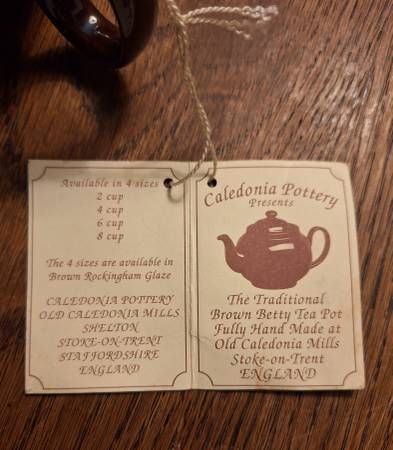 Available in 4 sizes
2 cup
4 cup
6 cup
8 cup
The 4 sizes are available in
Brown Rockingham Glaze
CALEDONIA POTTERY
OLD CALEDONIA MILLS
SHELTON
STOKE-ON-TRENT
STAFFORDSHIRE
ENGLAND
Caledonia Pottery
Presents
The Traditional
Brown Betty Tea Pot
Fully Hand Made at
Old Caledonia Mills
Stoke-on-Trent
ENGLAND